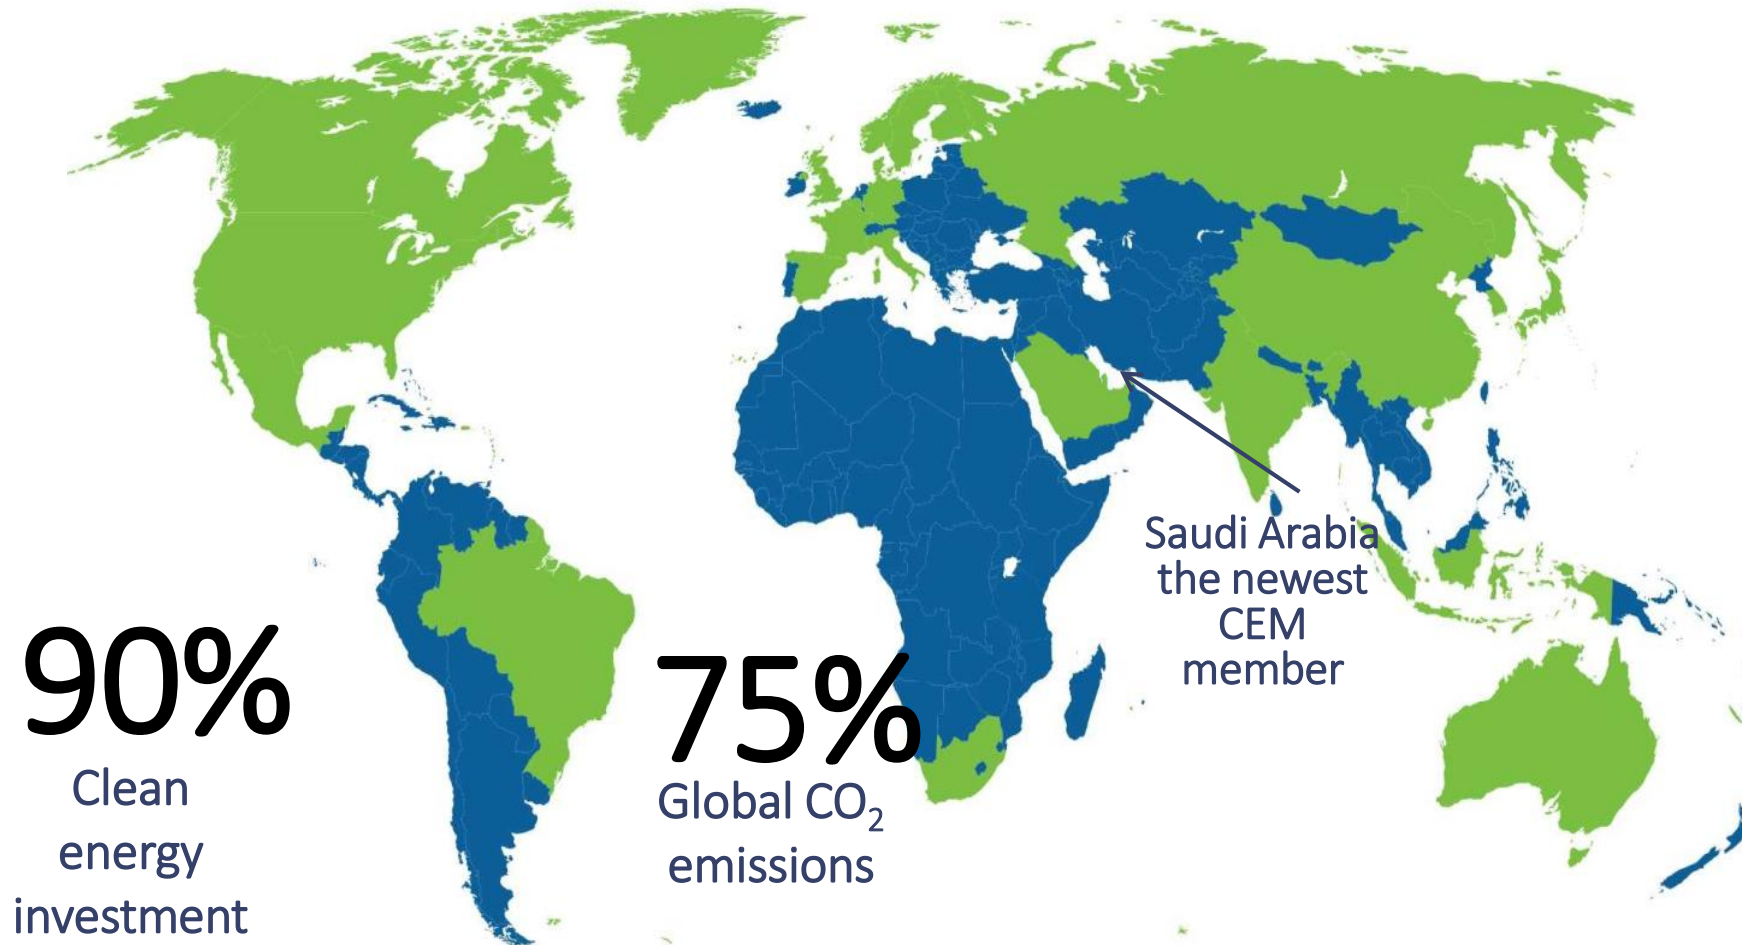 90%
Clean
energy
investment
75%
Global CO₂
emissions
Saudi Arabia
the newest
CEM
member